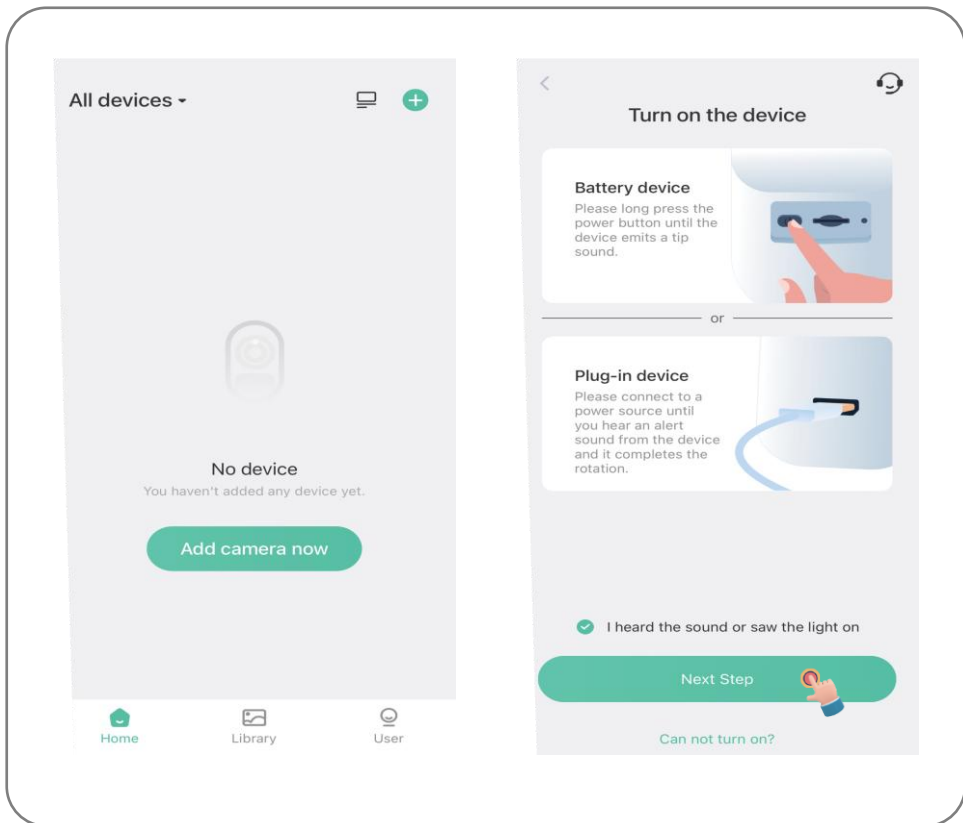 All devices
No device
You haven't added any device yet.
Add camera now
Home
Library
User
Turn on the device
Battery device
Please long press the
power button until the
device emits a tip
sound.
or
Plug-in device
Please connect to a
power source until
you hear an alert
sound from the device
and it completes the
rotation.
I heard the sound or saw the light on
Next Step
Can not turn on?